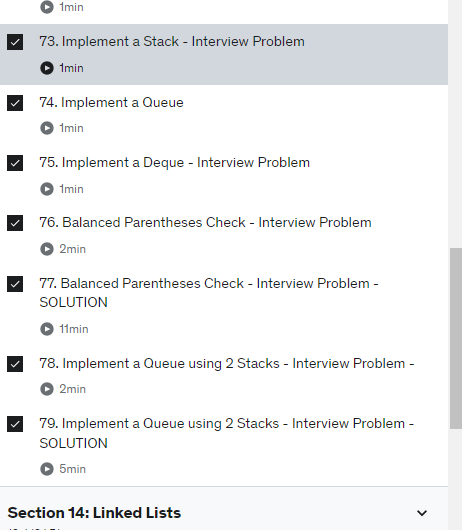 1min
73. Implement a Stack - Interview Problem
1min
74. Implement a Queue
1min
75. Implement a Deque - Interview Problem
1min
76. Balanced Parentheses Check - Interview Problem
2min
77. Balanced Parentheses Check - Interview Problem -
SOLUTION
11min
78. Implement a Queue using 2 Stacks - Interview Problem -
2min
79. Implement a Queue using 2 Stacks - Interview Problem -
SOLUTION
5min
Section 14: Linked Lists